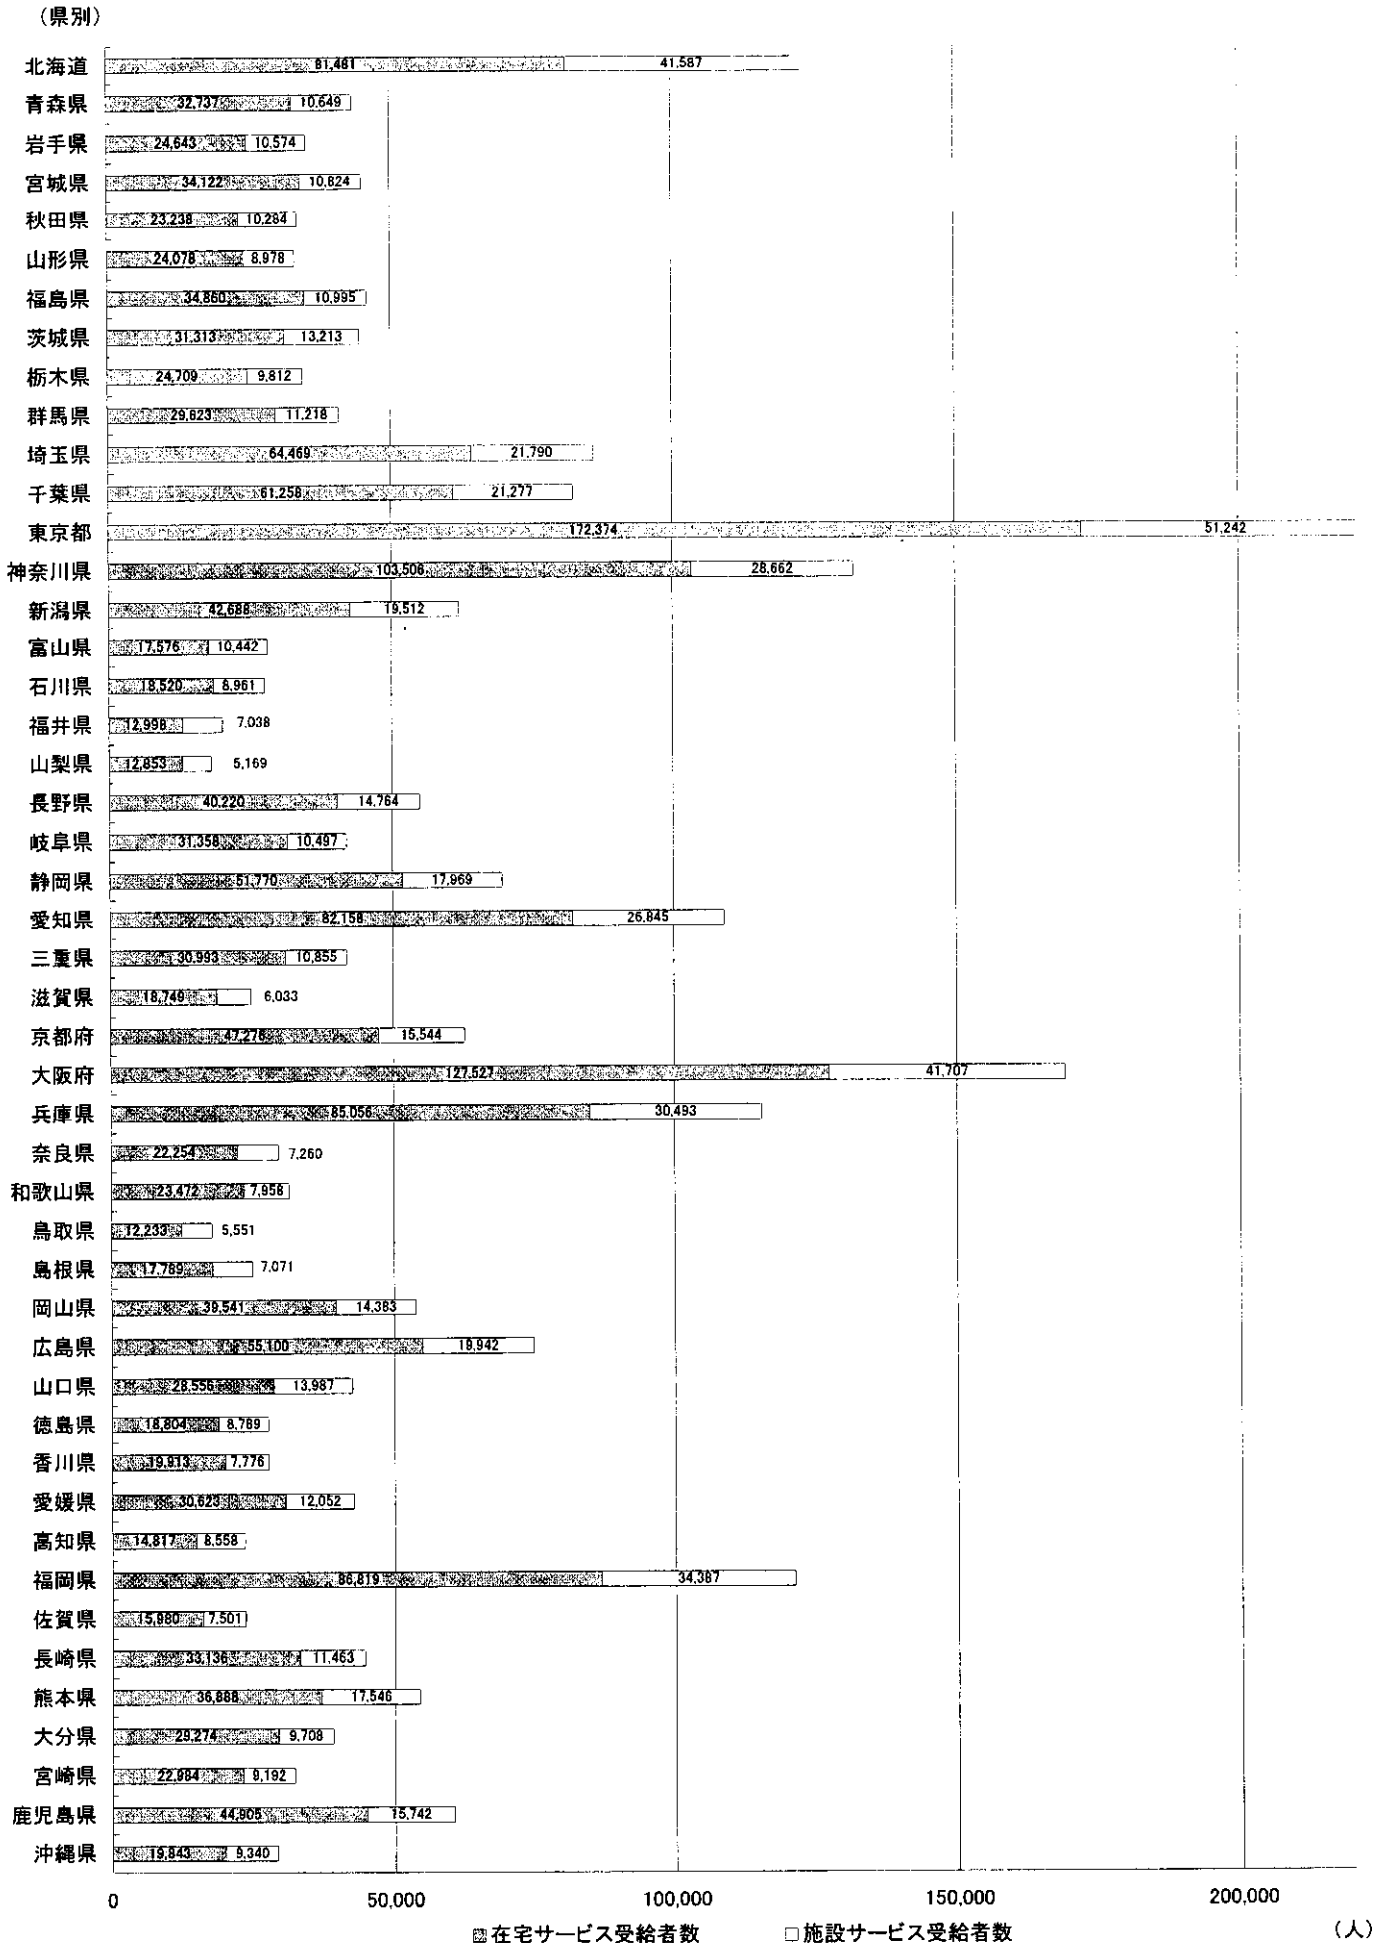 （県別）
北海道 81,481 41,587
青森県 32,737 10,649
岩手県 24,643 10,574
宮城県 34,122 10,824
秋田県 23,238 10,284
山形県 24,078 8,978
福島県 34,860 10,995
茨城県 31,313 13,213
栃木県 24,709 9,812
群馬県 29,623 11,218
埼玉県 64,469 21,790
千葉県 61,258 21,277
東京都 172,374 51,242
神奈川県 103,506 28,662
新潟県 42,688 19,512
富山県 17,576 10,442
石川県 18,520 8,961
福井県 12,998 7,038
山梨県 12,853 5,169
長野県 40,220 14,764
岐阜県 31,358 10,497
静岡県 51,770 17,969
愛知県 82,158 26,845
三重県 30,993 10,855
滋賀県 18,749 6,033
京都府 47,276 15,544
大阪府 127,527 41,707
兵庫県 85,056 30,493
奈良県 22,254 7,260
和歌山県 23,472 7,958
鳥取県 12,233 5,551
島根県 17,789 7,071
岡山県 39,541 14,383
広島県 55,100 19,942
山口県 28,556 13,987
徳島県 18,804 8,789
香川県 19,913 7,776
愛媛県 30,623 12,052
高知県 14,817 8,558
福岡県 86,819 34,387
佐賀県 15,980 7,501
長崎県 33,136 11,463
熊本県 36,888 17,546
大分県 29,274 9,708
宮崎県 22,984 9,192
鹿児島県 44,905 15,742
沖縄県 19,843 9,340
0 50,000 100,000 150,000 200,000
在宅サービス受給者数 施設サービス受給者数 （人）